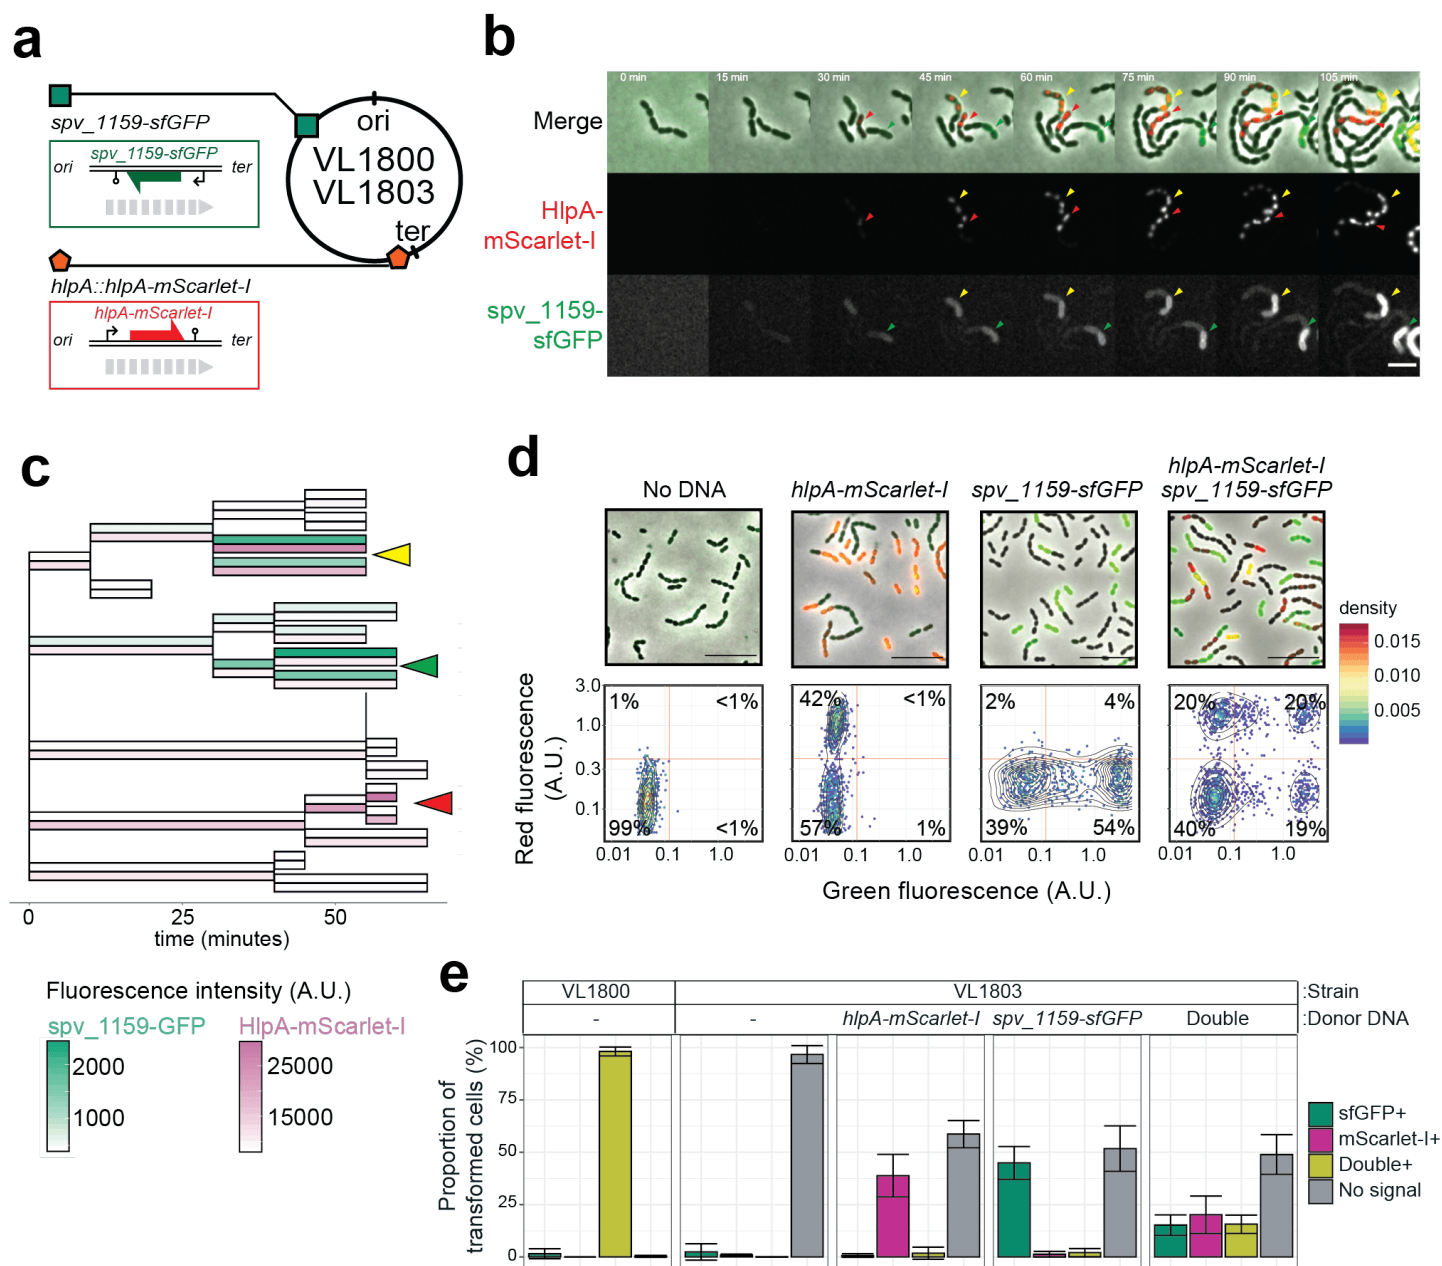 a
spv_1159-sfGFP
spv_1159-sfGFP
ori
ter
ori
VL1800
VL1803
ter
hlpA::hlpA-mScarlet-I
hlpA-mScarlet-I
ori
ter
b
0 min
15 min
30 min
45 min
60 min
75 min
90 min
105 min
Merge
HlpA-
mScarlet-I
spv_1159-
sfGFP
c
0
25
50
time (minutes)
Fluorescence intensity (A.U.)
spv_1159-GFP
HlpA-mScarlet-I
2000
1000
25000
15000
d
No DNA
hlpA-mScarlet-I
spv_1159-sfGFP
hlpA-mScarlet-I
spv_1159-sfGFP
density
0.015
0.010
0.005
Red fluorescence
(A.U.)
3.0
1.0
0.3
0.1
1%
<1%
99%
<1%
42%
<1%
57%
1%
2%
4%
39%
54%
20%
20%
40%
19%
0.01
0.1
1.0
0.01
0.1
1.0
0.01
0.1
1.0
0.01
0.1
1.0
Green fluorescence (A.U.)
e
VL1800
VL1803
:Strain
-
-
hlpA-mScarlet-I
spv_1159-sfGFP
Double
:Donor DNA
Proportion of
transformed cells (%)
100
75
50
25
0
sfGFP+
mScarlet-I+
Double+
No signal